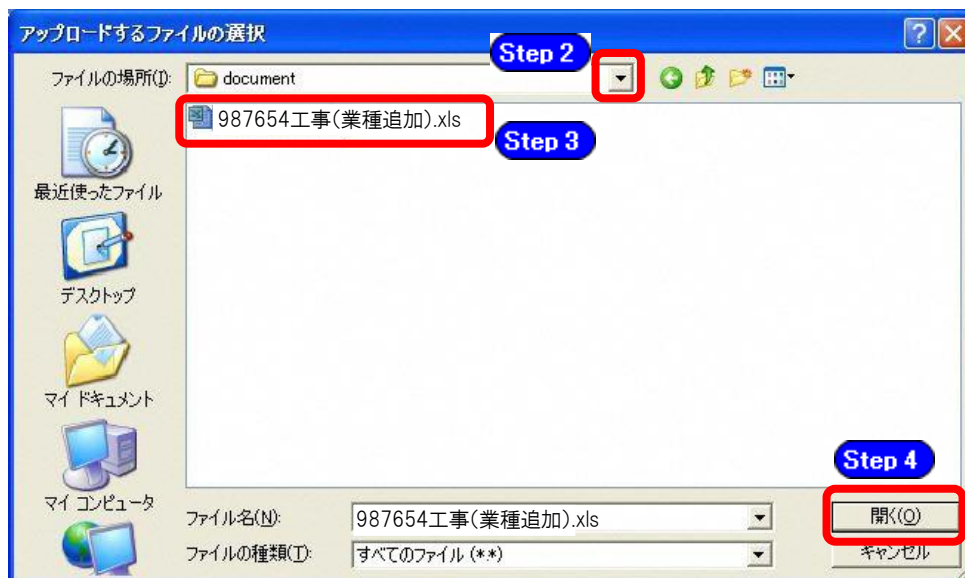 アップロードするファイルの選択
Step 2
ファイルの場所(I):
document
987654工事(業種追加).xls
Step 3
最近使ったファイル
デスクトップ
マイ ドキュメント
マイ コンピュータ
Step 4
ファイル名(N):
987654工事(業種追加).xls
開く(O)
ファイルの種類(T):
すべてのファイル (*.*)
キャンセル